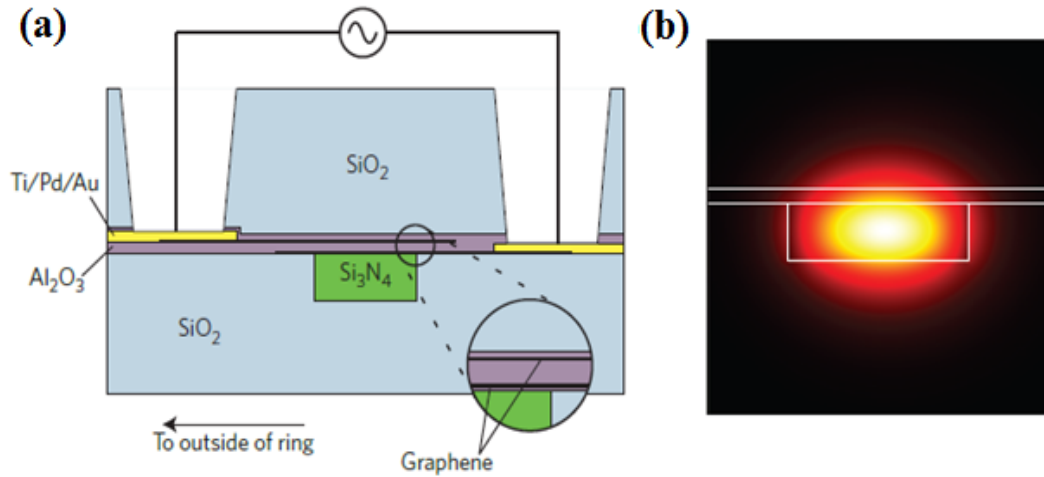 (a)
(b)
SiO₂
Ti/Pd/Au
Al₂O₃
Si₃N₄
SiO₂
To outside of ring
Graphene